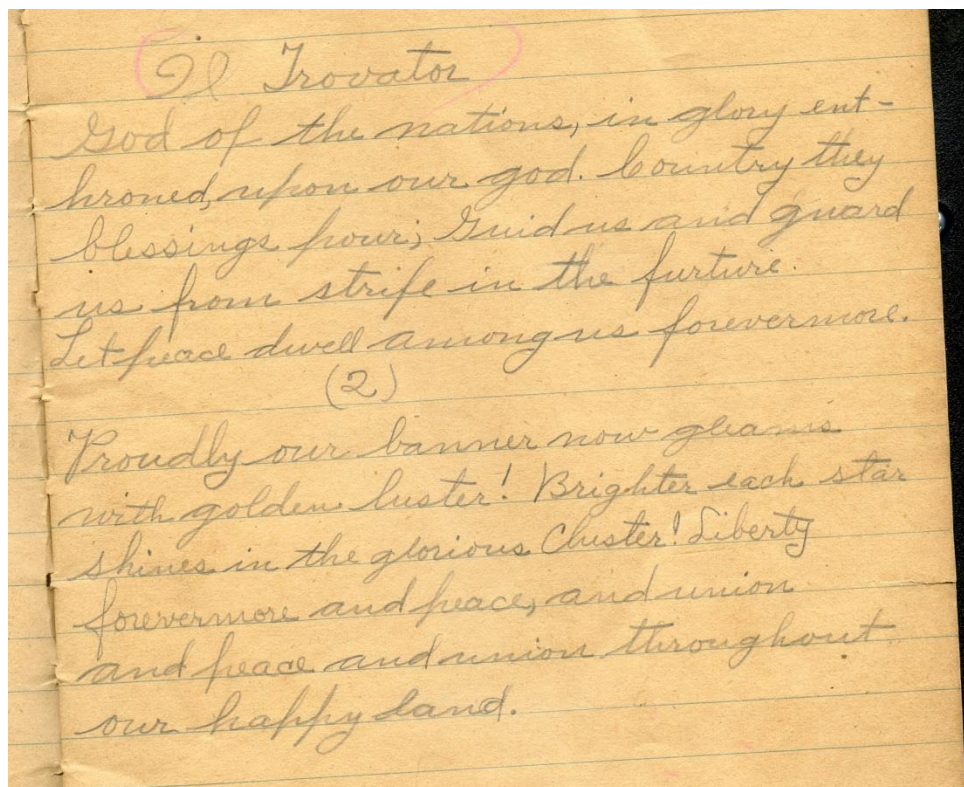 Il Trovator
God of the nations, in glory ent-
hroned, upon our god. Country they
blessings pour; Guid us and guard
us from strife in the furture.
Let peace dwell among us forevermore.
(2)
Proudly our banner now gleams
with golden luster! Brighter each star
shines in the glorious Cluster! Liberty
forevermore and peace, and union
and peace and union throughout
our happy land.